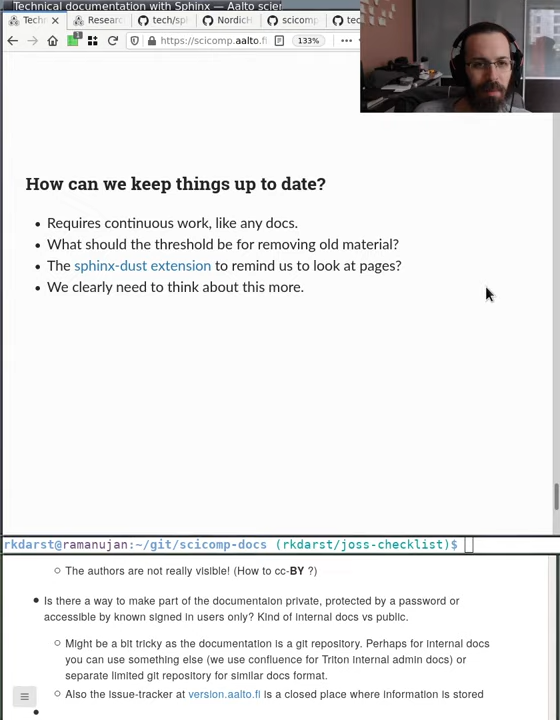 Technical documentation with Sphinx — Aalto scier
Techn
Researc
tech/spl
NordicH
scicomp
tec
https://scicomp.aalto.fi
133%
How can we keep things up to date?
• Requires continuous work, like any docs.
• What should the threshold be for removing old material?
• The sphinx-dust extension to remind us to look at pages?
• We clearly need to think about this more.
rkdarst@ramanujan:~/git/scicomp-docs (rkdarst/joss-checklist)$
○ The authors are not really visible! (How to cc-BY ?)
• Is there a way to make part of the documentaion private, protected by a password or
accessible by known signed in users only? Kind of internal docs vs public.
○ Might be a bit tricky as the documentation is a git repository. Perhaps for internal docs
you can use something else (we use confluence for Triton internal admin docs) or
separate limited git repository for similar docs format.
○ Also the issue-tracker at version.aalto.fi is a closed place where information is stored